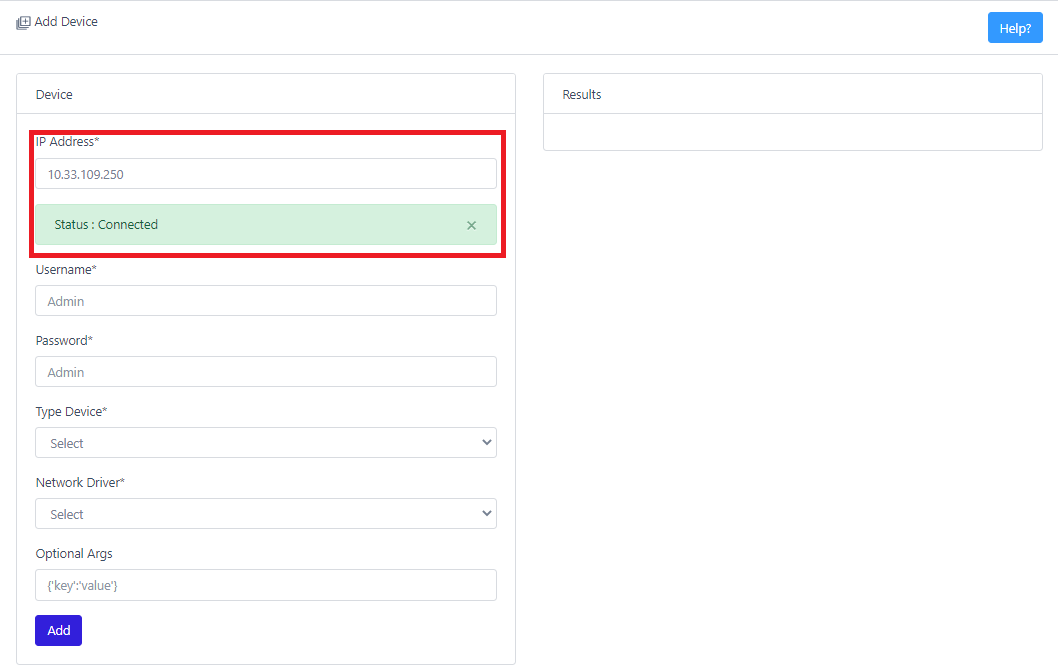 Add Device
Help?
Device
IP Address*
10.33.109.250
Status : Connected
×
Username*
Admin
Password*
Admin
Type Device*
Select
Network Driver*
Select
Optional Args
{'key':'value'}
Add
Results